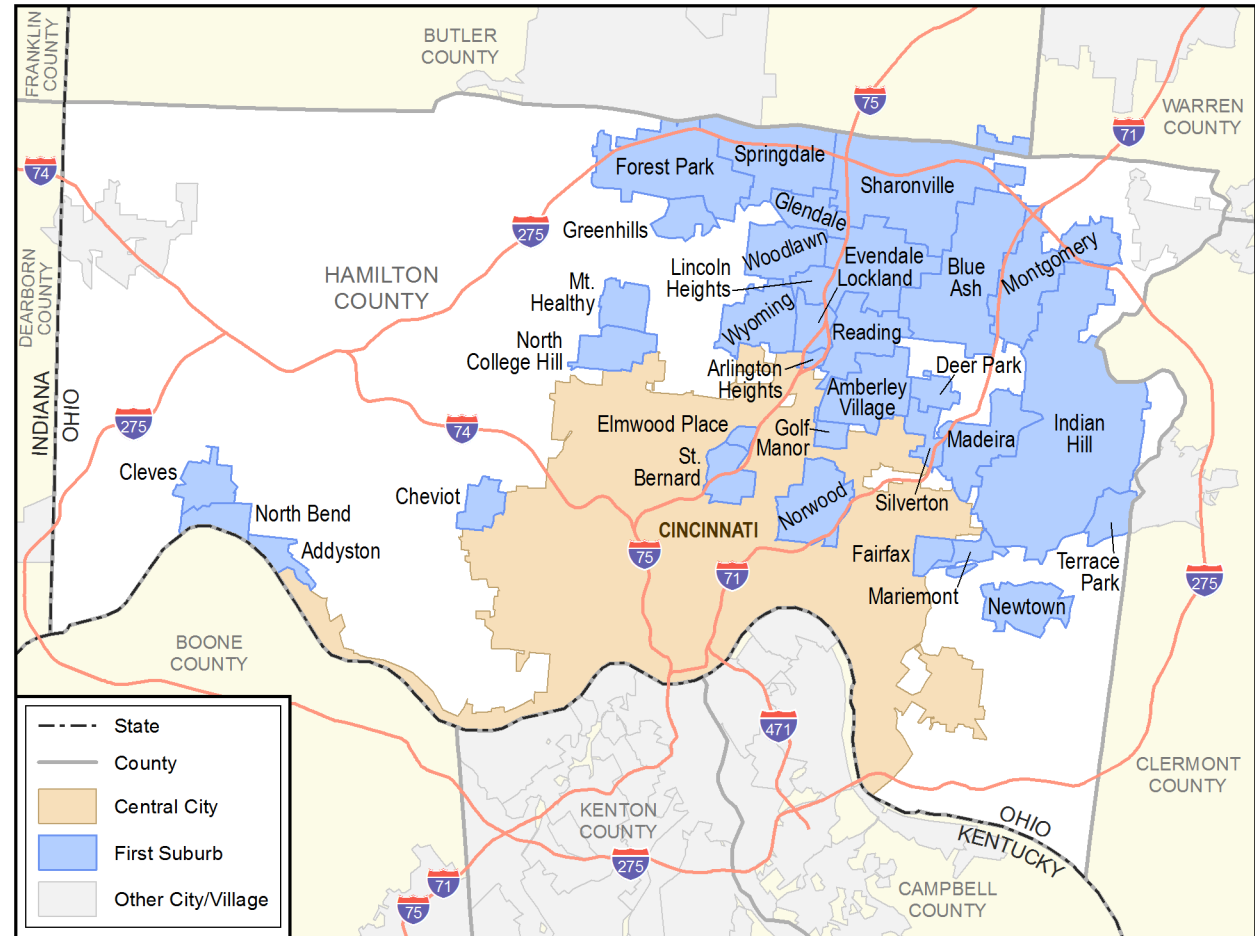 FRANKLIN
COUNTY
BUTLER
COUNTY
75
WARREN
COUNTY
71
74
Forest Park
Springdale
Sharonville
275
Greenhills
Glendale
Woodlawn
Evendale
Lincoln
Heights
Lockland
Blue
Ash
Montgomery
HAMILTON
COUNTY
DEARBORN
COUNTY
Mt.
Healthy
Wyoming
Reading
North
College Hill
Arlington
Heights
Deer Park
Amberley
Village
INDIANA
OHIO
275
74
Elmwood Place
Golf
Manor
Madeira
Indian
Hill
St.
Bernard
Cleves
Cheviot
Norwood
Silverton
North Bend
CINCINNATI
Addyston
75
71
Fairfax
Mariemont
Terrace
Park
275
Newtown
BOONE
COUNTY
471
CLERMONT
COUNTY
KENTON
COUNTY
OHIO
KENTUCKY
275
71
75
CAMPBELL
COUNTY
State
County
Central City
First Suburb
Other City/Village